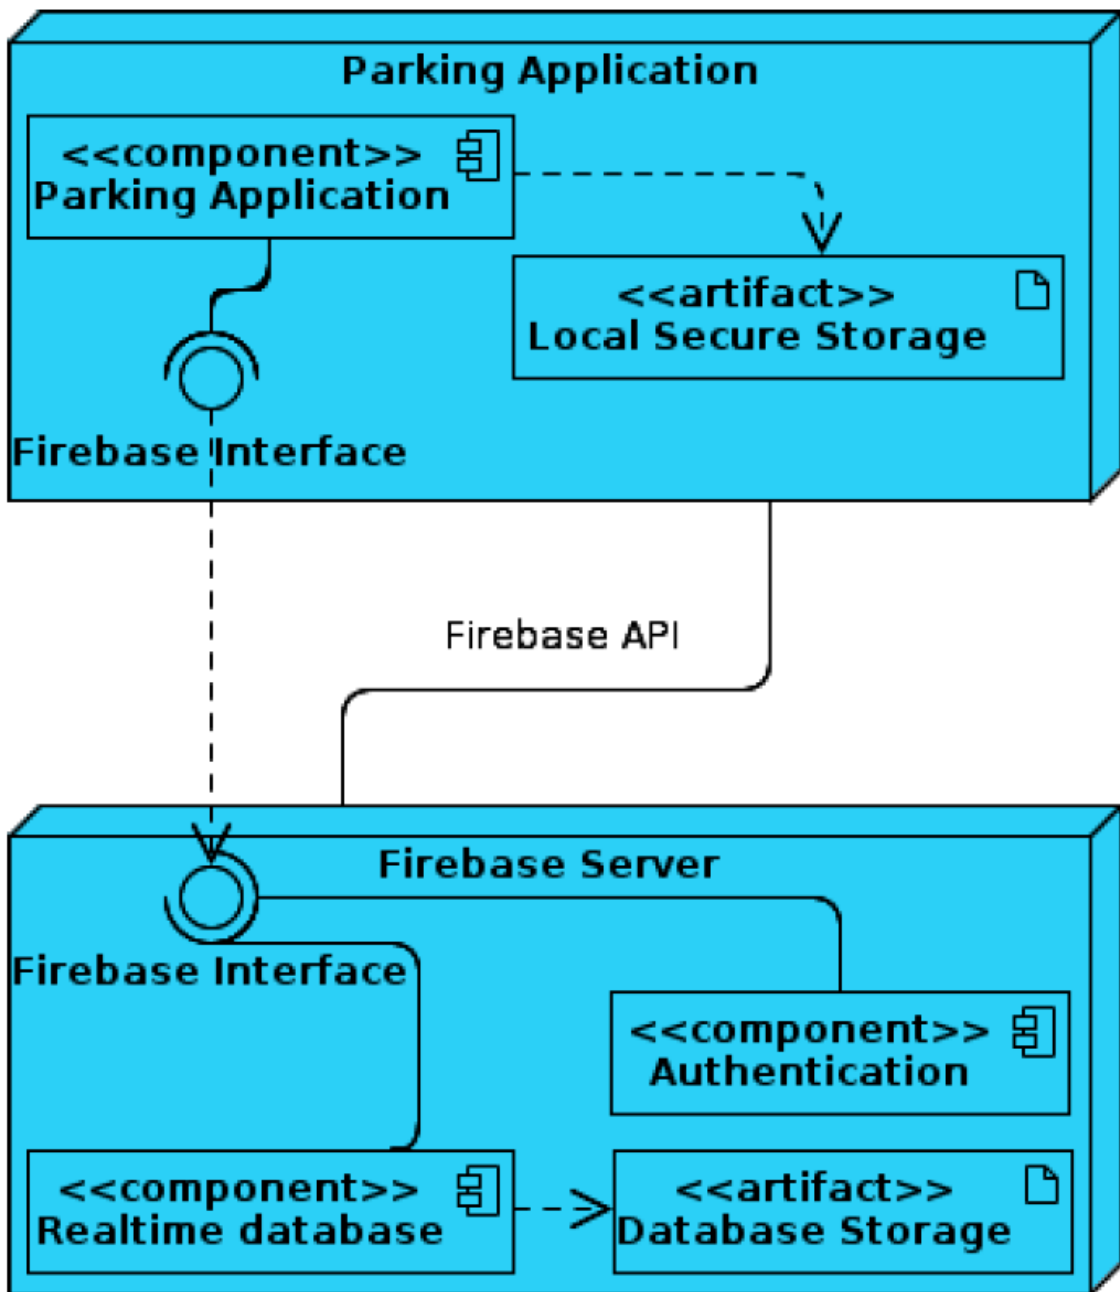 Parking Application
<<component>>
Parking Application
<<artifact>>
Local Secure Storage
Firebase Interface
Firebase API
Firebase Server
Firebase Interface
<<component>>
Authentication
<<component>>
Realtime database
<<artifact>>
Database Storage